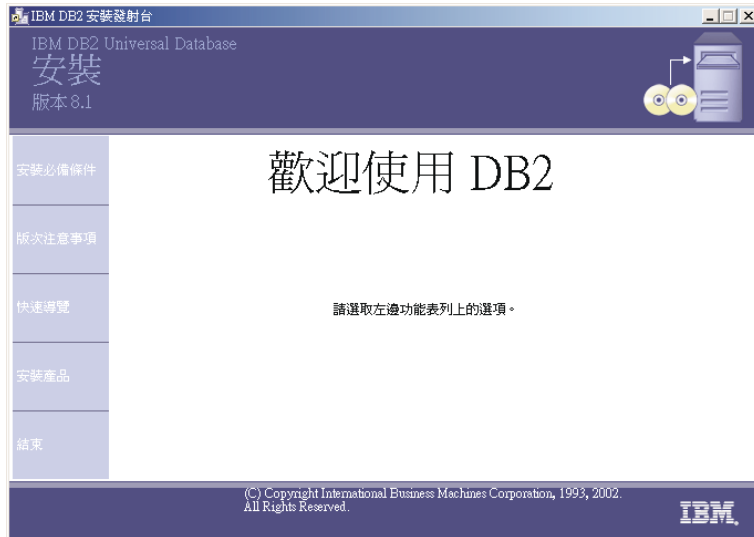 IBM DB2 安裝發射台
IBM DB2 Universal Database
安裝
版本 8.1
安裝必備條件
歡迎使用 DB2
版次注意事項
快速導覽
請選取左邊功能表列上的選項。
安裝產品
結束
(C) Copyright International Business Machines Corporation, 1993, 2002.
All Rights Reserved.
IBM.